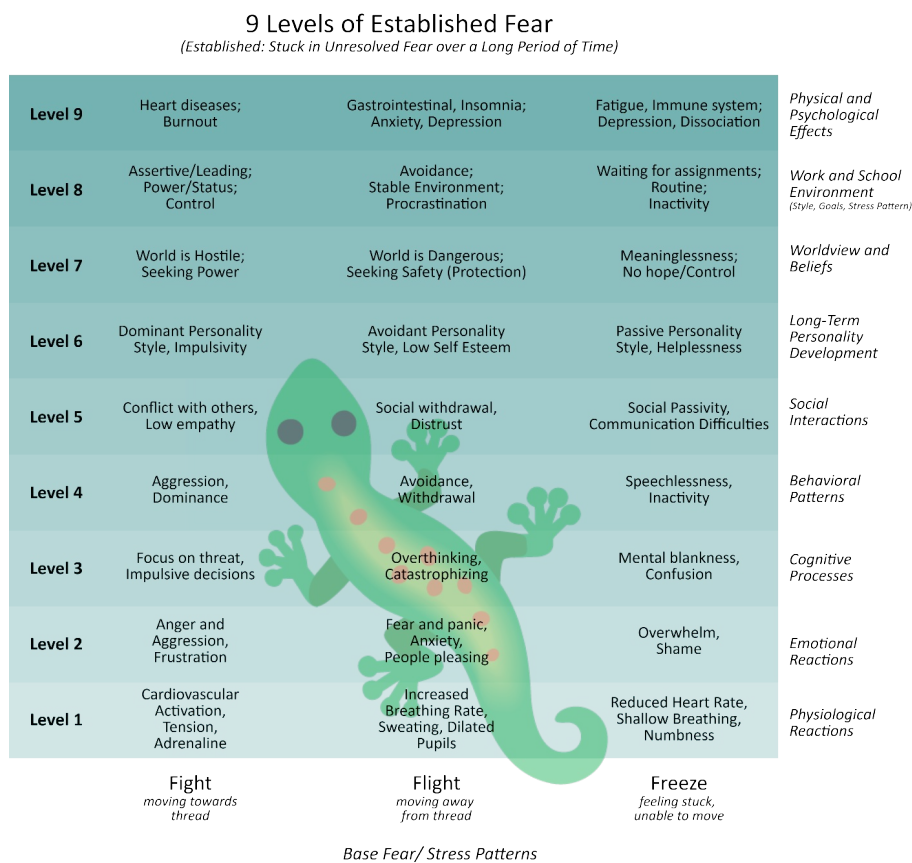 9 Levels of Established Fear
(Established: Stuck in Unresolved Fear over a Long Period of Time)
Level 9
Heart diseases;
Burnout
Gastrointestinal, Insomnia;
Anxiety, Depression
Fatigue, Immune system;
Depression, Dissociation
Physical and
Psychological
Effects
Level 8
Assertive/Leading;
Power/Status;
Control
Avoidance;
Stable Environment;
Procrastination
Waiting for assignments;
Routine;
Inactivity
Work and School
Environment
(Style, Goals, Stress Pattern)
Level 7
World is Hostile;
Seeking Power
World is Dangerous;
Seeking Safety (Protection)
Meaninglessness;
No hope/Control
Worldview and
Beliefs
Level 6
Dominant Personality
Style, Impulsivity
Avoidant Personality
Style, Low Self Esteem
Passive Personality
Style, Helplessness
Long-Term
Personality
Development
Level 5
Conflict with others,
Low empathy
Social withdrawal,
Distrust
Social Passivity,
Communication Difficulties
Social
Interactions
Level 4
Aggression,
Dominance
Avoidance,
Withdrawal
Speechlessness,
Inactivity
Behavioral
Patterns
Level 3
Focus on threat,
Impulsive decisions
Overthinking,
Catastrophizing
Mental blankness,
Confusion
Cognitive
Processes
Level 2
Anger and
Aggression,
Frustration
Fear and panic,
Anxiety,
People pleasing
Overwhelm,
Shame
Emotional
Reactions
Level 1
Cardiovascular
Activation,
Tension,
Adrenaline
Increased
Breathing Rate,
Sweating, Dilated
Pupils
Reduced Heart Rate,
Shallow Breathing,
Numbness
Physiological
Reactions
Fight
moving towards
thread
Flight
moving away
from thread
Freeze
feeling stuck,
unable to move
Base Fear/ Stress Patterns